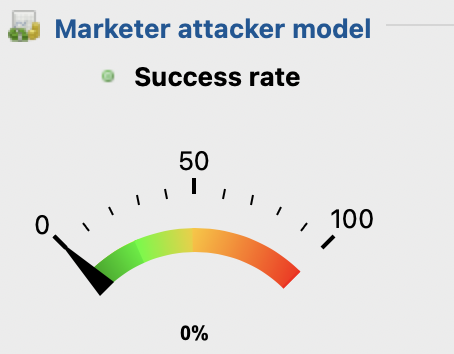 Marketer attacker model
Success rate
50
0
100
0%